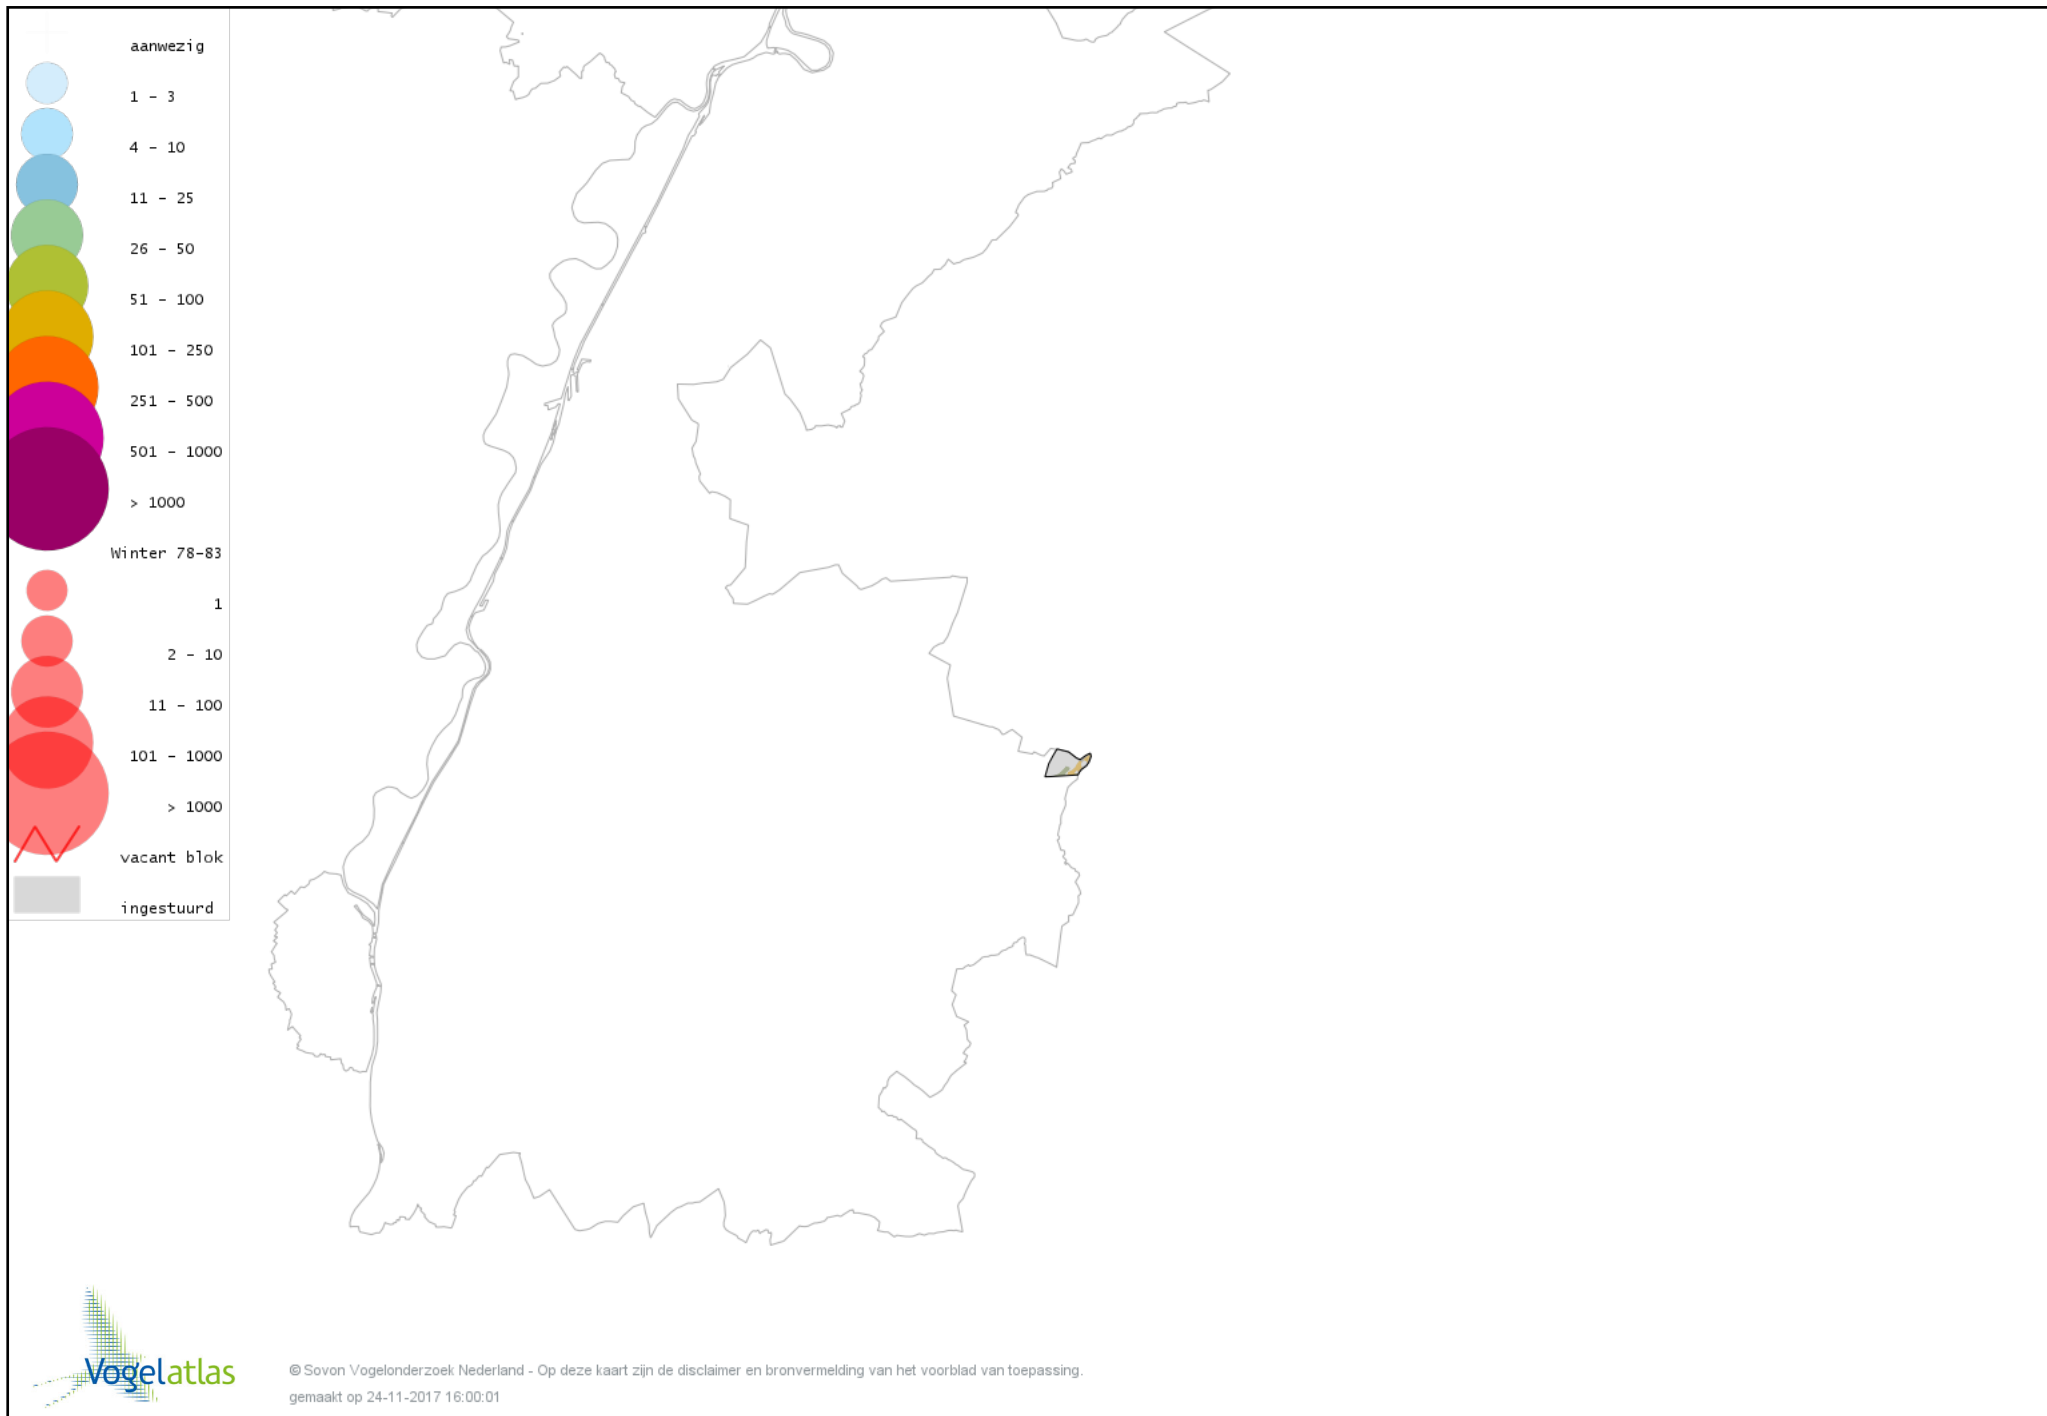 aanwezig
1 - 3
4 - 10
11 - 25
26 - 50
51 - 100
101 - 250
251 - 500
501 - 1000
> 1000
Winter 78-83
1
2 - 10
11 - 100
101 - 1000
> 1000
vacant blok
ingestuurd
Vogelatlas
© Sovon Vogelonderzoek Nederland - Op deze kaart zijn de disclaimer en bronvermelding van het voorblad van toepassing.
gemaakt op 24-11-2017 16:00:01